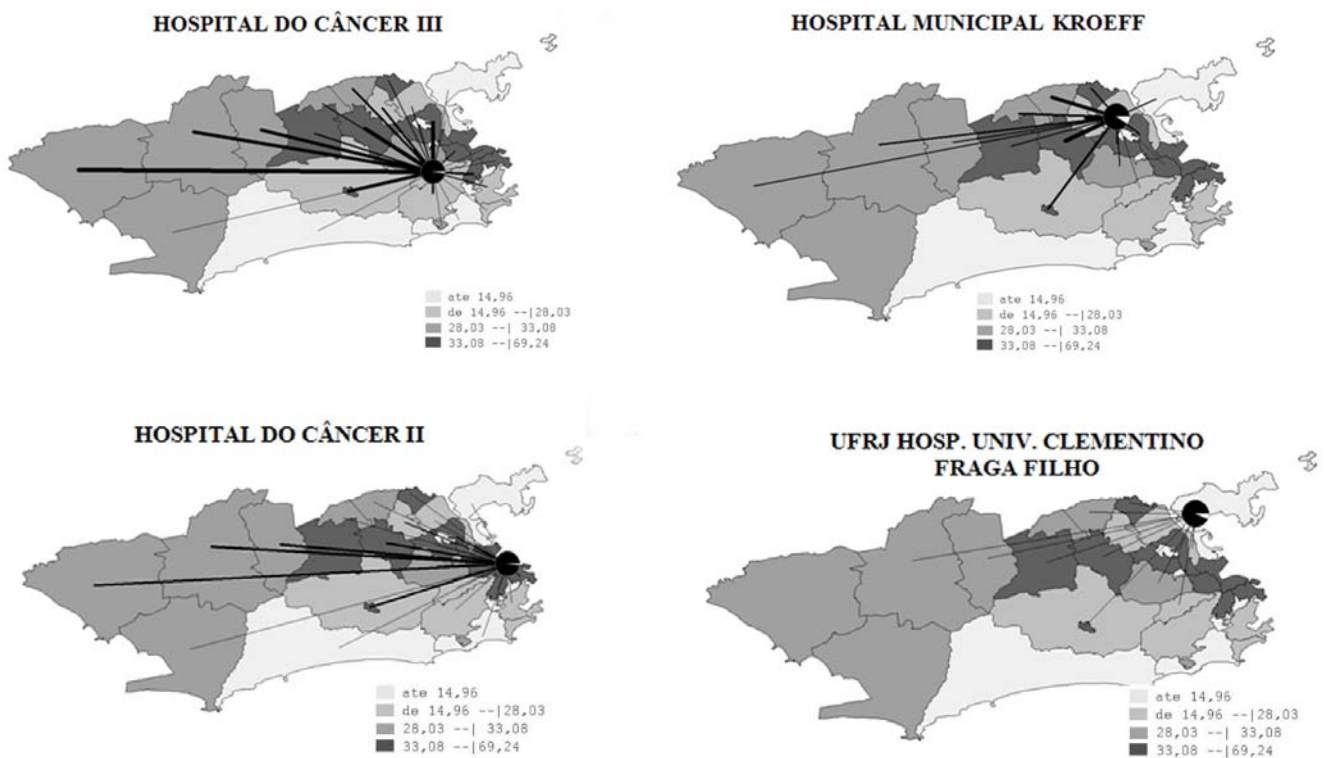 HOSPITAL DO CÂNCER III
ate 14,96
de 14,96 --|28,03
28,03 --| 33,08
33,08 --|69,24
HOSPITAL MUNICIPAL KROEFF
ate 14,96
de 14,96 --|28,03
28,03 --| 33,08
33,08 --|69,24
HOSPITAL DO CÂNCER II
ate 14,96
de 14,96 --|28,03
28,03 --| 33,08
33,08 --|69,24
UFRJ HOSP. UNIV. CLEMENTINO
FRAGA FILHO
ate 14,96
de 14,96 --|28,03
28,03 --| 33,08
33,08 --|69,24